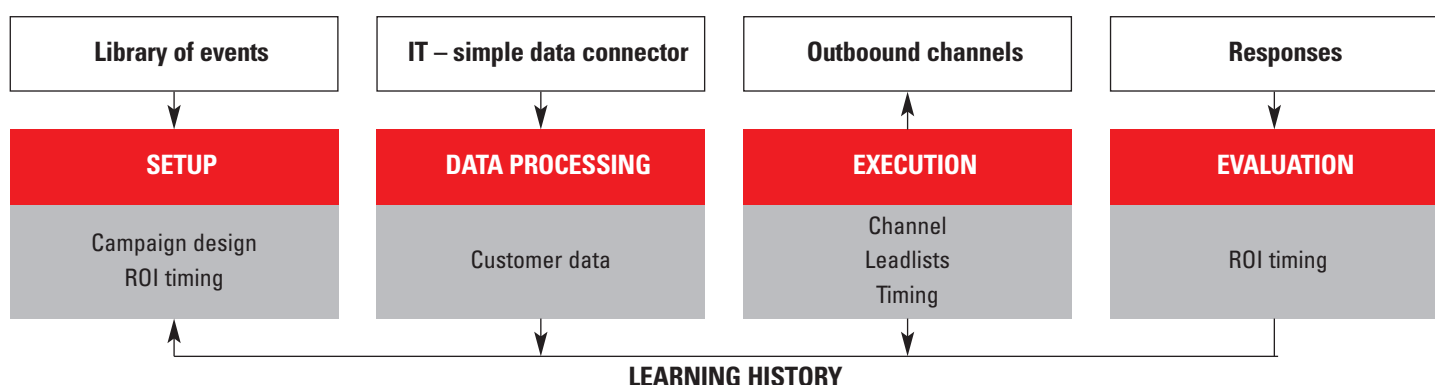 Library of events
IT – simple data connector
Outboound channels
Responses
SETUP
DATA PROCESSING
EXECUTION
EVALUATION
Campaign design
ROI timing
Customer data
Channel
Leadlists
Timing
ROI timing
LEARNING HISTORY